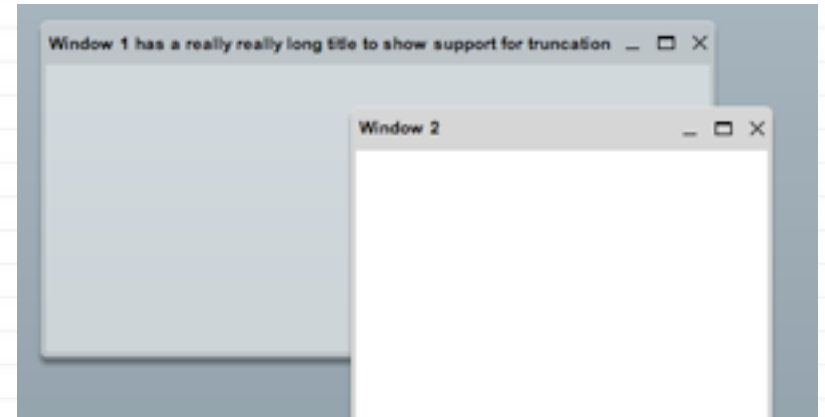 Window 1 has a really really long title to show support for truncation
Window 2